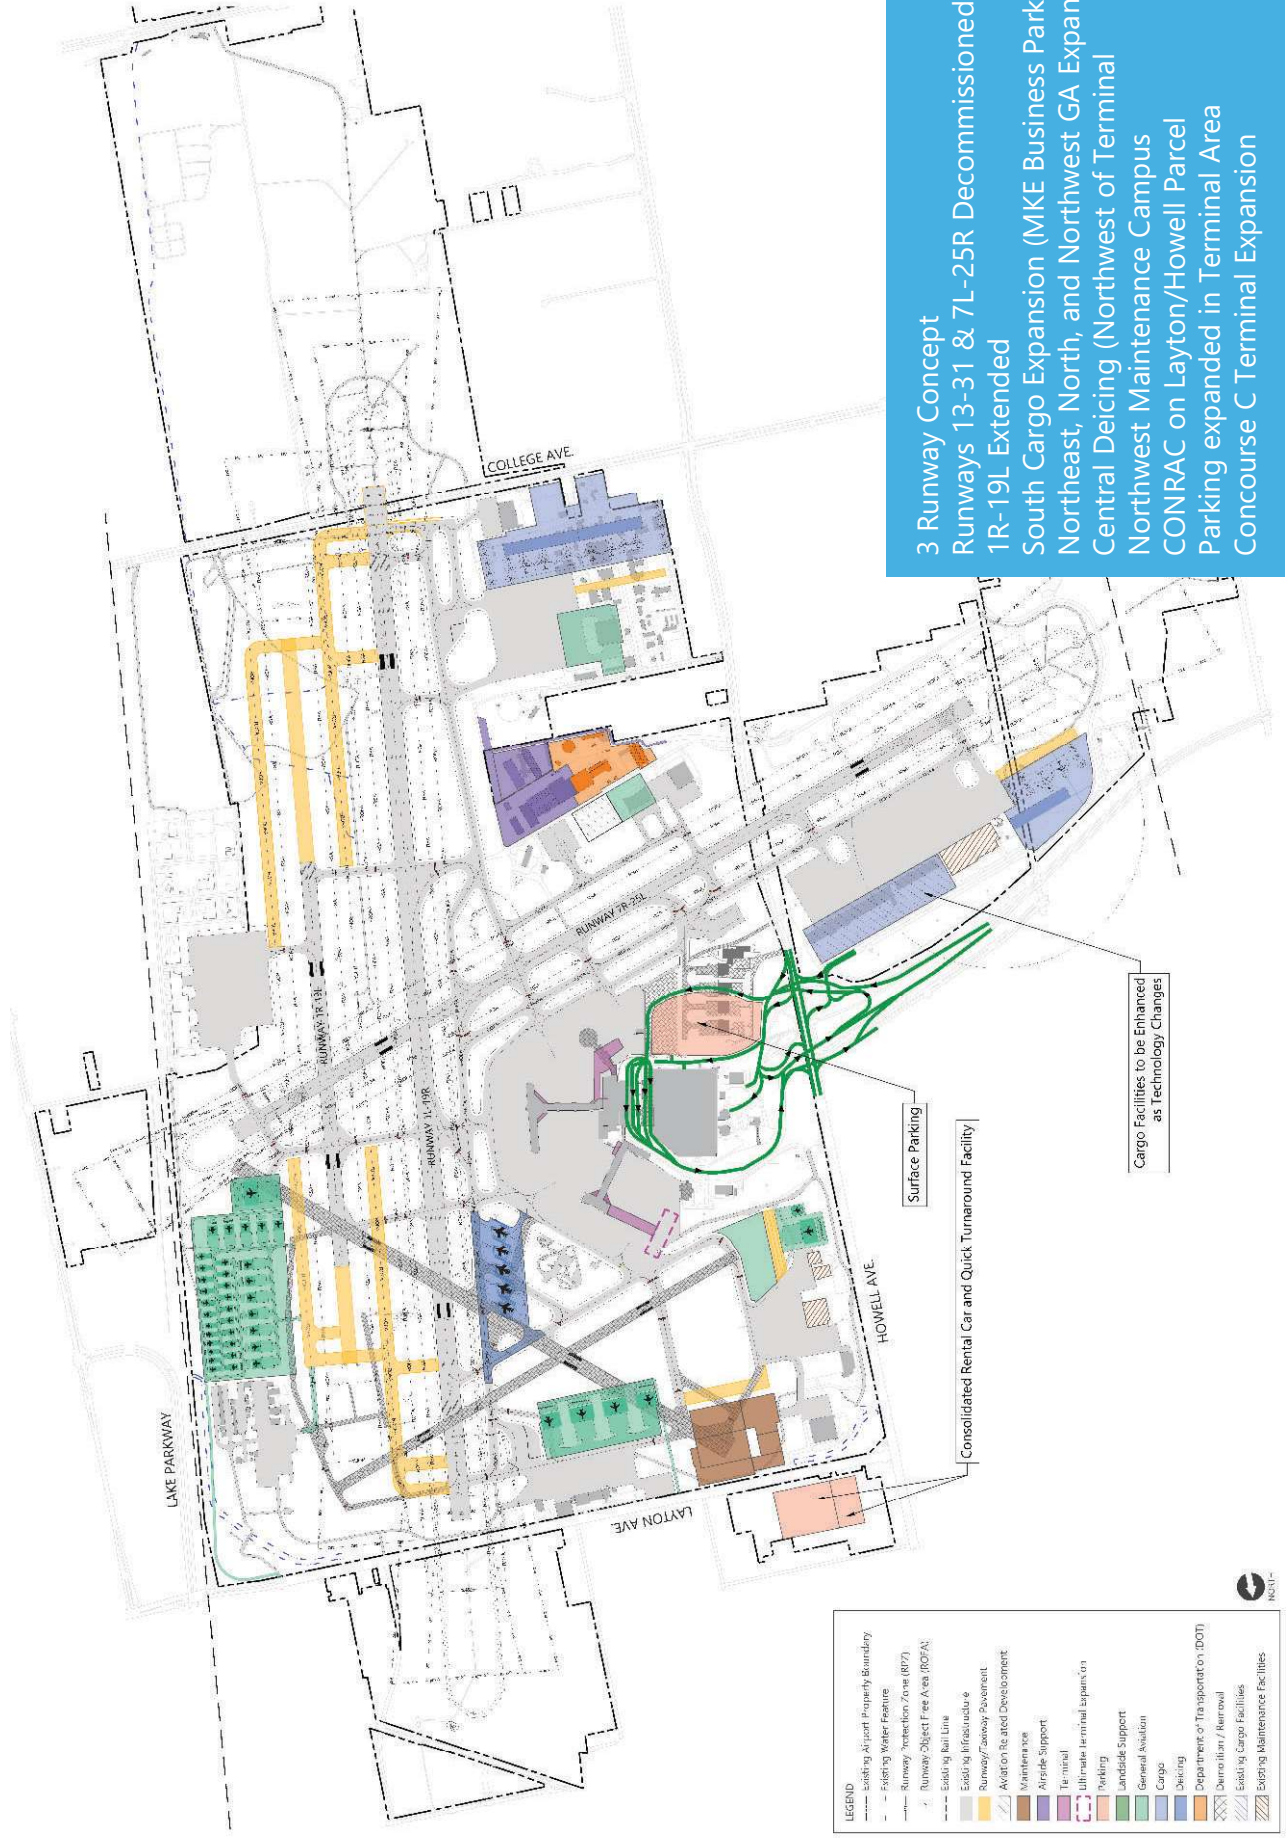 3 Runway Concept
Runways 13-31 & 7L-25R Decommissioned
1R-19L Extended
South Cargo Expansion (MKE Business Park
Northeast, North, and Northwest GA Expan
Central Deicing (Northwest of Terminal
Northwest Maintenance Campus
CONRAC on Layton/Howell Parcel
Parking expanded in Terminal Area
Concourse C Terminal Expansion
COLLEGE AVE.
LAKE PARKWAY
LAYTON AVE.
HOWELL AVE.
RUNWAY 1R-19L
RUNWAY 1L-19R
RUNWAY 7R-25L
Surface Parking
Consolidated Rental Car and Quick Turnaround Facility
Cargo Facilities to be Enhanced
as Technology Changes
LEGEND
Existing Airport Property Boundary
Existing Water Feature
Runway Protection Zone (RPZ)
Runway Object Free Area (ROFA)
Existing Rail Line
Existing Infrastructure
Runway/Taxiway Pavement
Aviation Related Development
Maintenance
Airside Support
Terminal
Ultimate Terminal Expansion
Parking
Landside Support
General Aviation
Cargo
Deicing
Department of Transportation (DOT)
Demolition / Removal
Existing Cargo Facilities
Existing Maintenance Facilities
NORTH